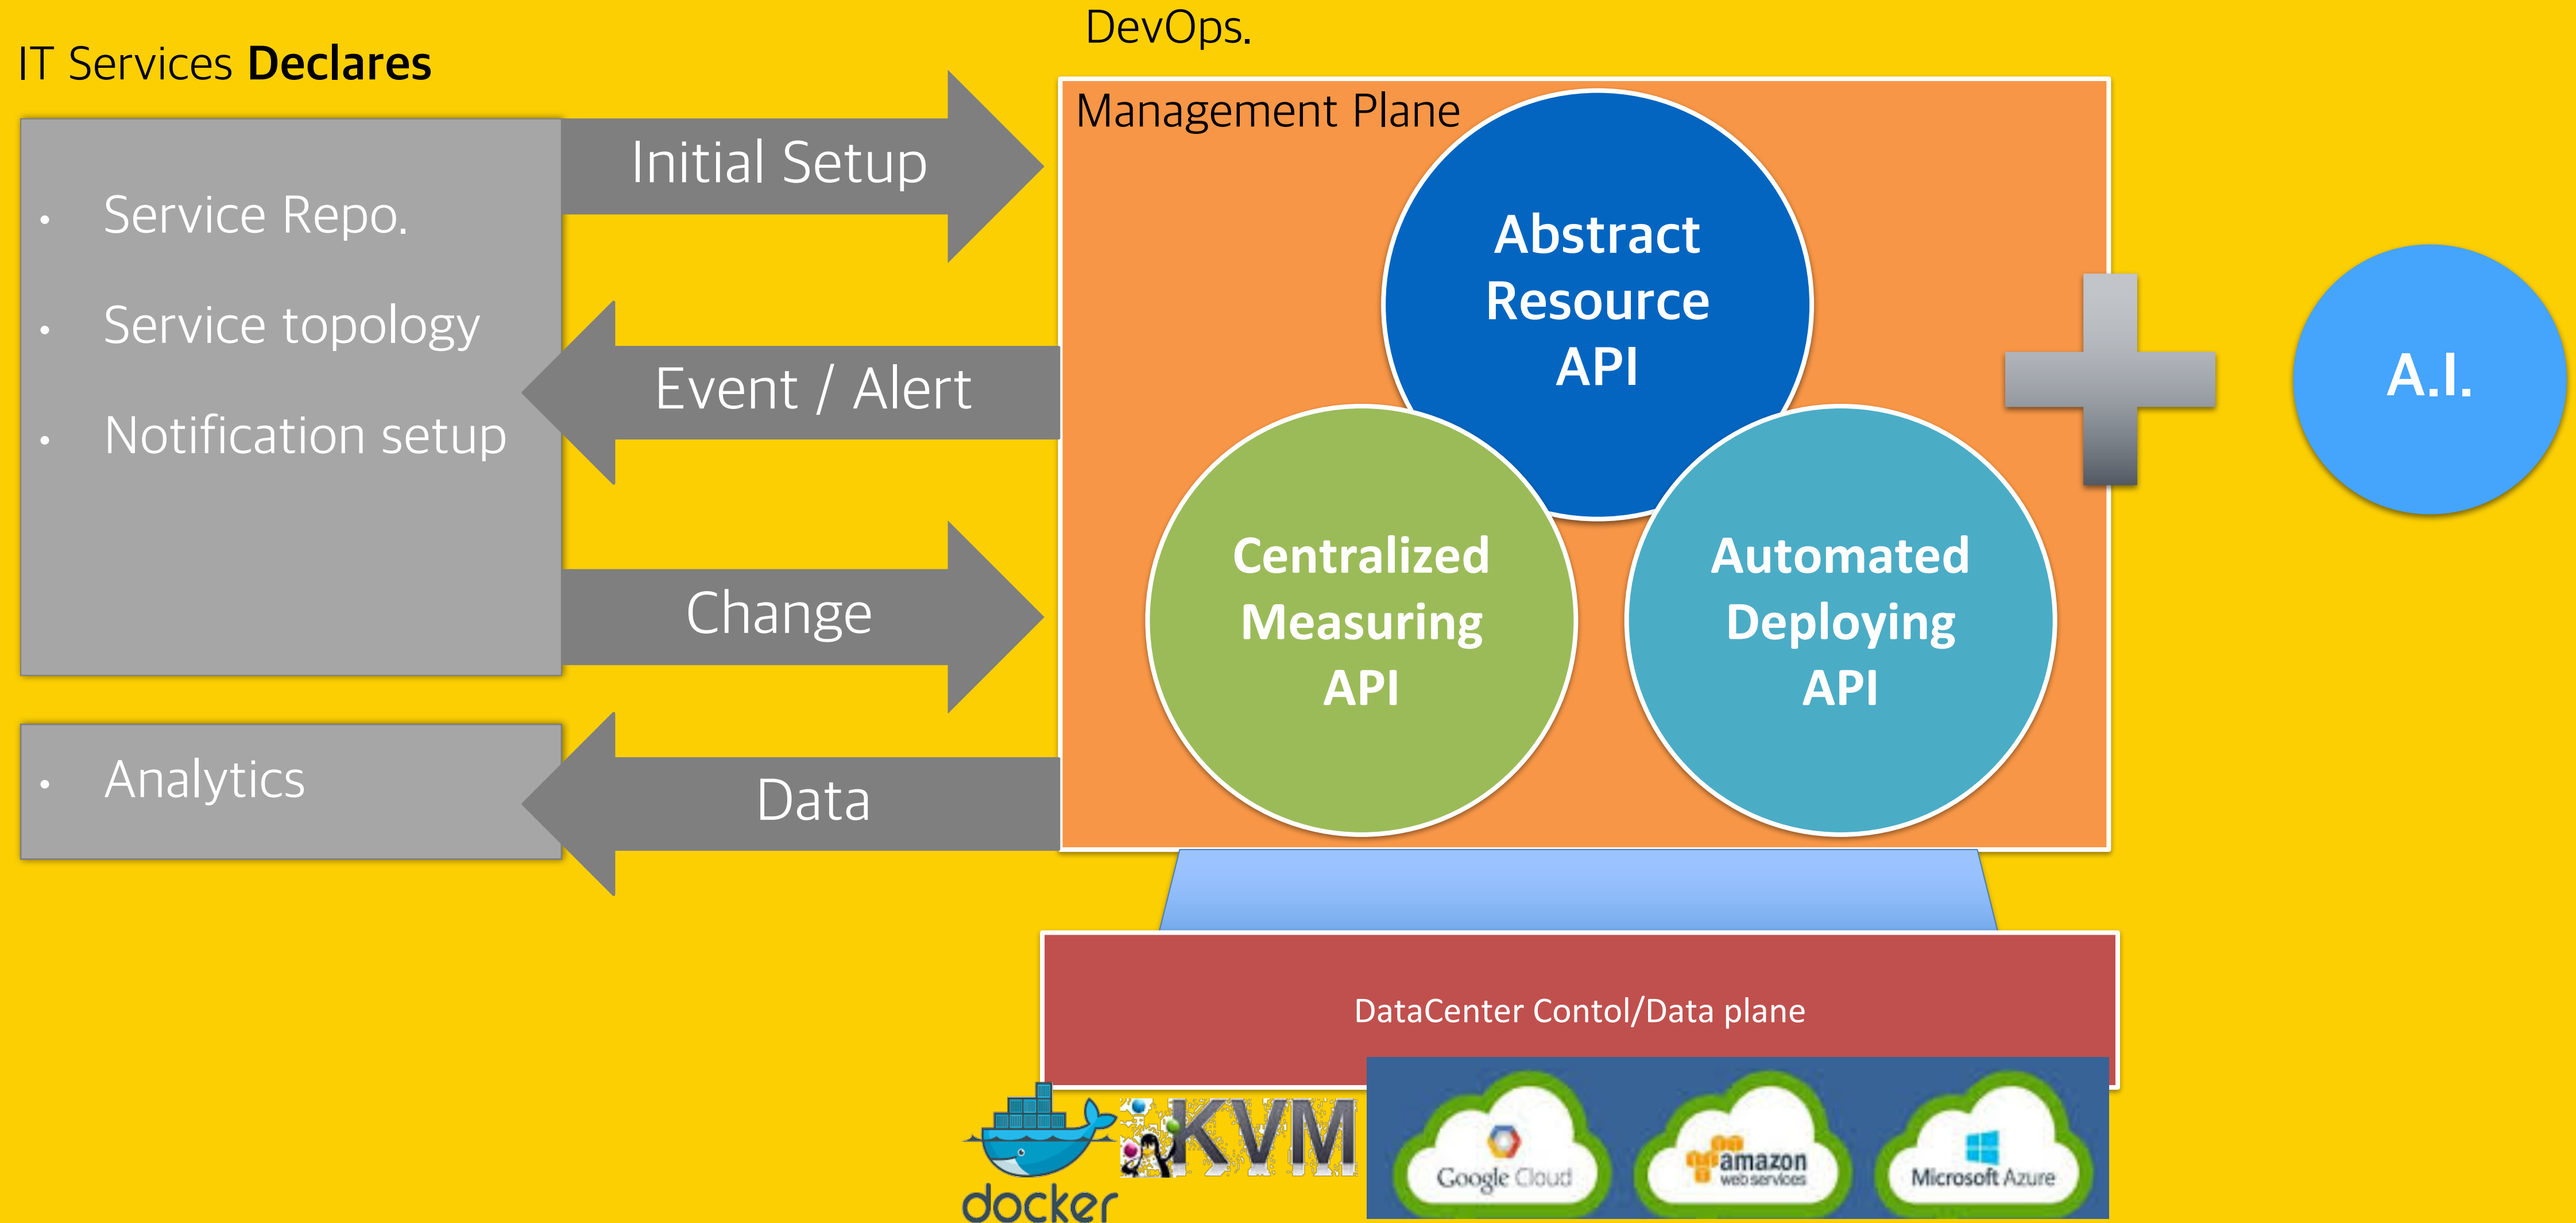 DevOps.
IT Services Declares
• Service Repo.
• Service topology
• Notification setup
• Analytics
Initial Setup
Event / Alert
Change
Data
Management Plane
Abstract
Resource
API
Centralized
Measuring
API
Automated
Deploying
API
A.I.
DataCenter Contol/Data plane
docker
KVM
Google Cloud
amazon
web services
Microsoft Azure